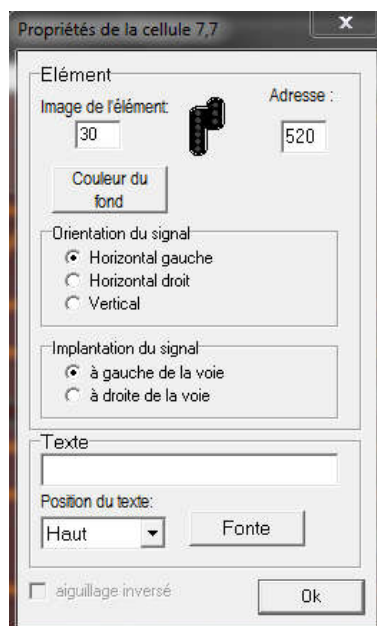 Propriétés de la cellule 7,7
x
Elément
Image de l'élément:
Adresse :
30
520
Couleur du
fond
Orientation du signal
Horizontal gauche
Horizontal droit
Vertical
Implantation du signal
à gauche de la voie
à droite de la voie
Texte
Position du texte:
Haut
Fonte
aiguillage inversé
Ok